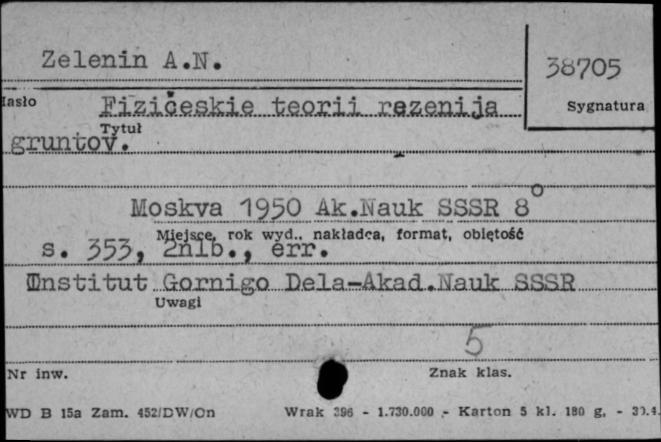 Zelenin A.N.
38705
Hasło
Fizičeskie teorii rezenija
Sygnatura
Tytuł
gruntov.
Moskva 1950 Ak.Nauk SSSR 8°
Miejsce, rok wyd., nakładca, format, objętość
s. 353, 2nlb., err.
Institut Gornigo Dela-Akad.Nauk SSSR
Uwagi
5
Nr inw.
Znak klas.
WD B 15a Zam. 452/DW/On
Wrak 396 - 1.730.000 - Karton 5 kl. 180 g. -